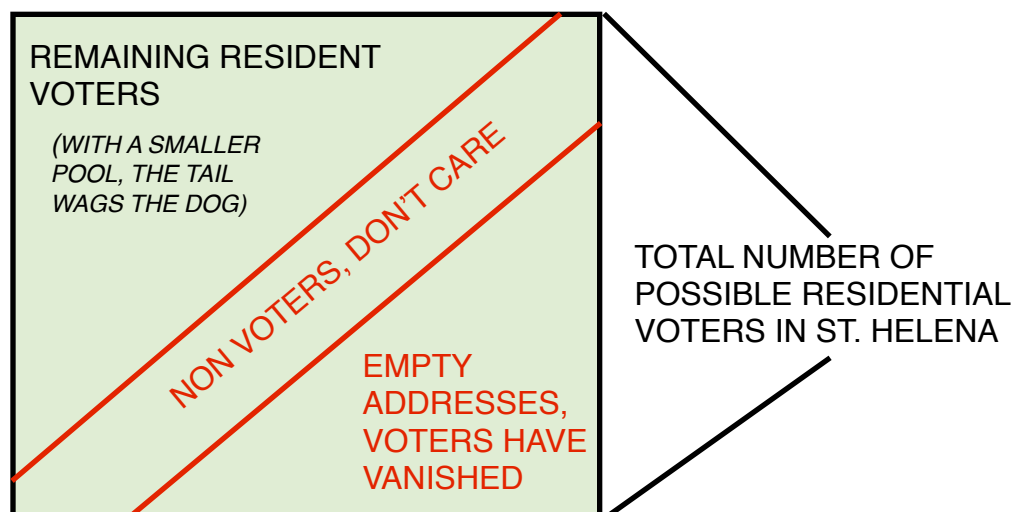 REMAINING RESIDENT
VOTERS
(WITH A SMALLER
POOL, THE TAIL
WAGS THE DOG)
NON VOTERS, DON'T CARE
EMPTY
ADDRESSES,
VOTERS HAVE
VANISHED
TOTAL NUMBER OF
POSSIBLE RESIDENTIAL
VOTERS IN ST. HELENA